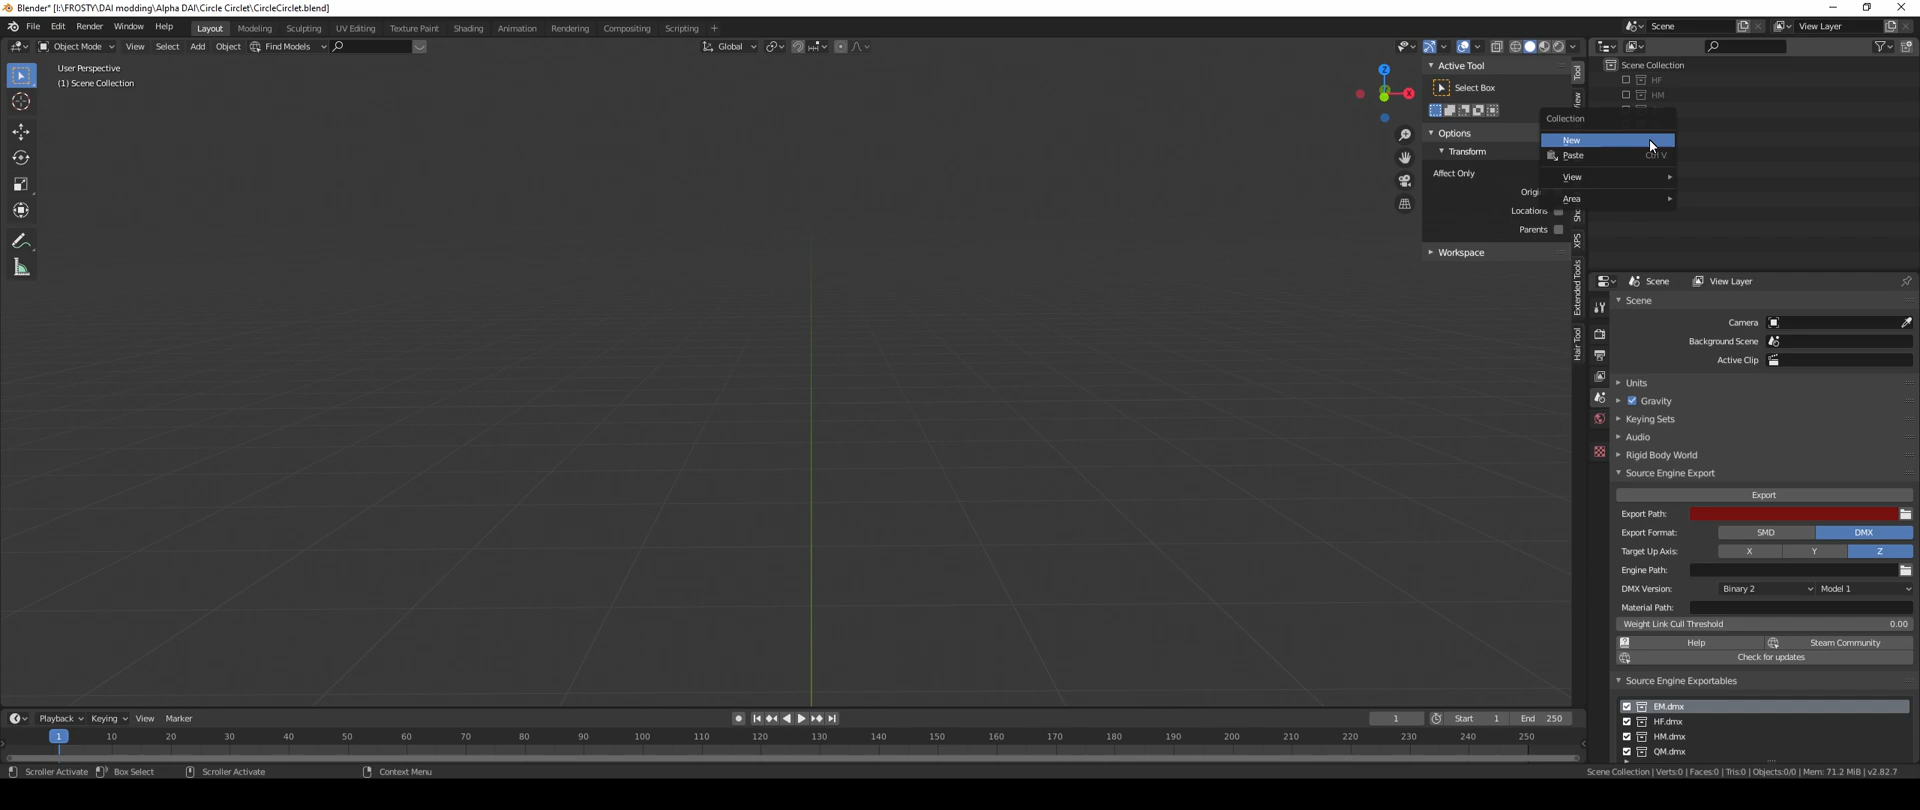 Blender* [I:\FROSTY\DAI modding\Alpha DAI\Circle Circlet\CircleCirclet.blend]
File Edit Render Window Help Layout Modeling Sculpting UV Editing Texture Paint Shading Animation Rendering Compositing Scripting + Scene View Layer
Object Mode View Select Add Object Find Models Global
User Perspective
(1) Scene Collection
Z
X
Active Tool
Select Box
Options
Transform
Affect Only
Locations
Parents
Workspace
Tool
XPS
Extended Tools
Hair Tool
Scene Collection
HF
HM
Collection
New
Paste Ctrl V
View
Area
Scene View Layer
Scene
Camera
Background Scene
Active Clip
Units
Gravity
Keying Sets
Audio
Rigid Body World
Source Engine Export
Export
Export Path:
Export Format: SMD DMX
Target Up Axis: X Y Z
Engine Path:
DMX Version: Binary 2 Model 1
Material Path:
Weight Link Cull Threshold 0.00
Help Steam Community
Check for updates
Source Engine Exportables
EM.dmx
HF.dmx
HM.dmx
QM.dmx
Playback Keying View Marker 1 Start 1 End 250
1 10 20 30 40 50 60 70 80 90 100 110 120 130 140 150 160 170 180 190 200 210 220 230 240 250
Scroller Activate Box Select Scroller Activate Context Menu Scene Collection | Verts:0 | Faces:0 | Tris:0 | Objects:0/0 | Mem: 71.2 MiB | v2.82.7